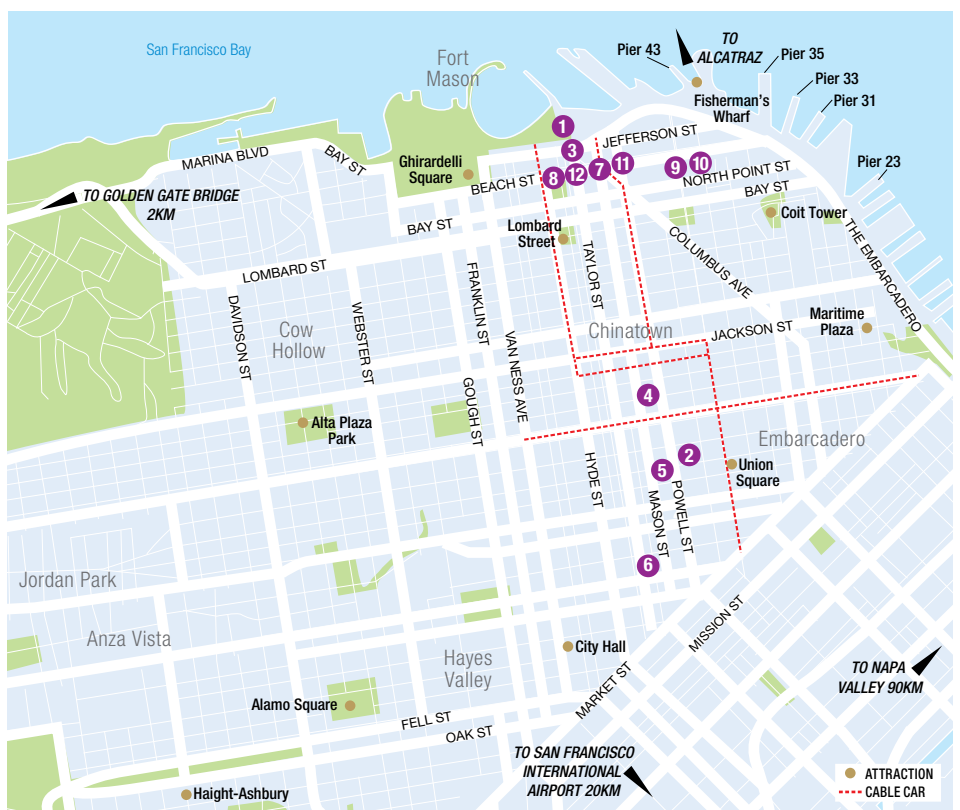 San Francisco Bay
Fort
Mason
Pier 43
TO
ALCATRAZ
Pier 35
Pier 33
Pier 31
Fisherman's
Wharf
Pier 23
1
JEFFERSON ST
3
MARINA BLVD
BAY ST
Ghirardelli
Square
BEACH ST
8
12
7
11
9
10
NORTH POINT ST
BAY ST
TO GOLDEN GATE BRIDGE
2KM
BAY ST
Lombard
Street
Coit Tower
LOMBARD ST
TAYLOR ST
COLUMBUS AVE
THE EMBARCADERO
DAVIDSON ST
WEBSTER ST
FRANKLIN ST
VAN NESS AVE
Cow
Hollow
Chinatown
JACKSON ST
Maritime
Plaza
GOUGH ST
4
Alta Plaza
Park
Embarcadero
HYDE ST
2
5
Union
Square
MASON ST
POWELL ST
6
Jordan Park
Anza Vista
MISSION ST
City Hall
Hayes
Valley
TO NAPA
VALLEY 90KM
MARKET ST
Alamo Square
FELL ST
OAK ST
TO SAN FRANCISCO
INTERNATIONAL
AIRPORT 20KM
Haight-Ashbury
ATTRACTION
CABLE CAR